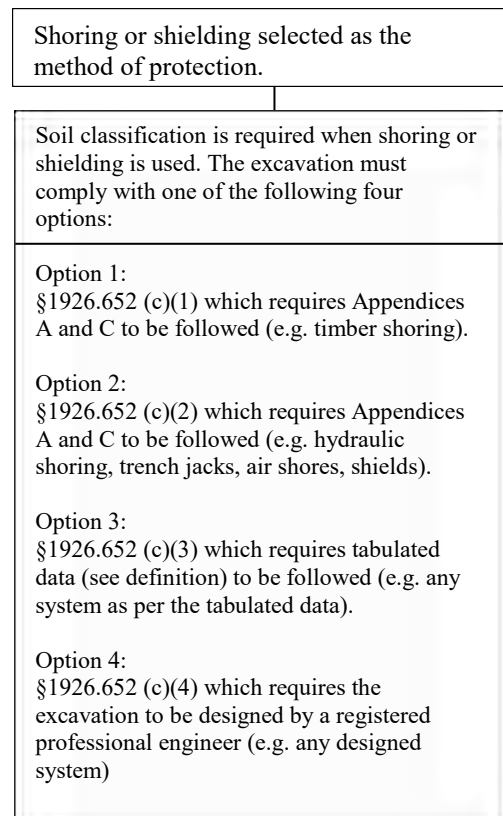 Shoring or shielding selected as the
method of protection.
Soil classification is required when shoring or
shielding is used. The excavation must
comply with one of the following four
options:
Option 1:
§1926.652 (c)(1) which requires Appendices
A and C to be followed (e.g. timber shoring).
Option 2:
§1926.652 (c)(2) which requires Appendices
A and C to be followed (e.g. hydraulic
shoring, trench jacks, air shores, shields).
Option 3:
§1926.652 (c)(3) which requires tabulated
data (see definition) to be followed (e.g. any
system as per the tabulated data).
Option 4:
§1926.652 (c)(4) which requires the
excavation to be designed by a registered
professional engineer (e.g. any designed
system)